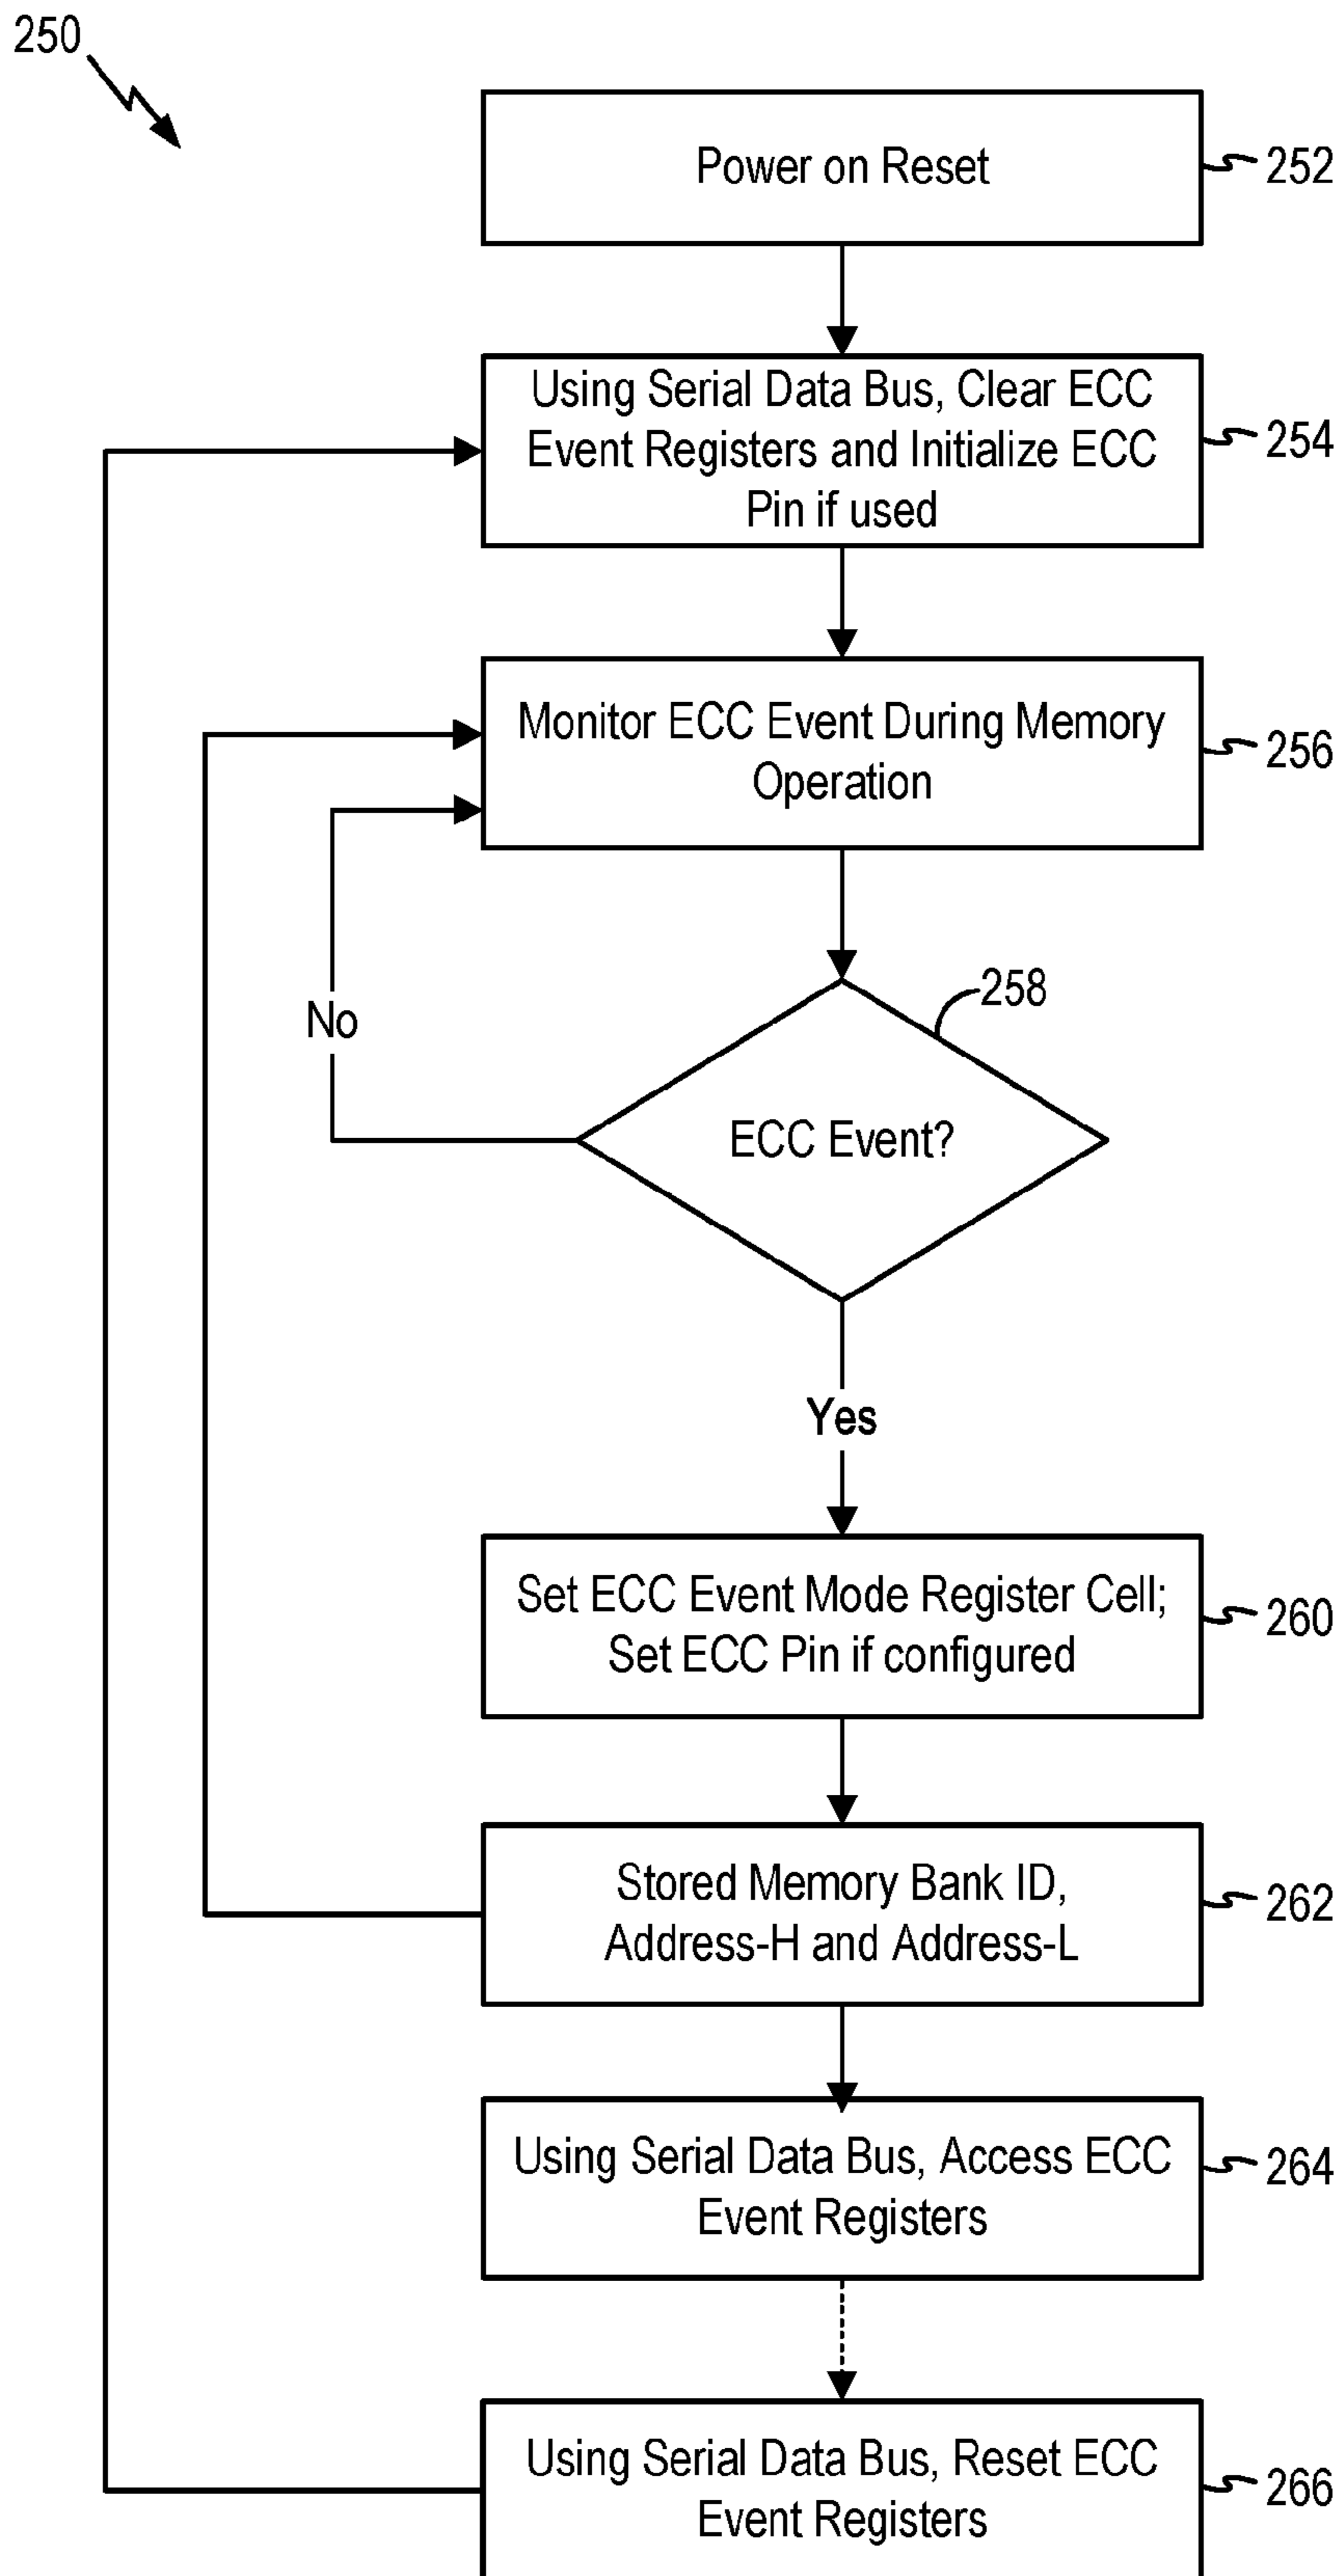 250
Power on Reset
252
Using Serial Data Bus, Clear ECC
Event Registers and Initialize ECC
Pin if used
254
Monitor ECC Event During Memory
Operation
256
258
No
ECC Event?
Yes
Set ECC Event Mode Register Cell;
Set ECC Pin if configured
260
Stored Memory Bank ID,
Address-H and Address-L
262
Using Serial Data Bus, Access ECC
Event Registers
264
Using Serial Data Bus, Reset ECC
Event Registers
266